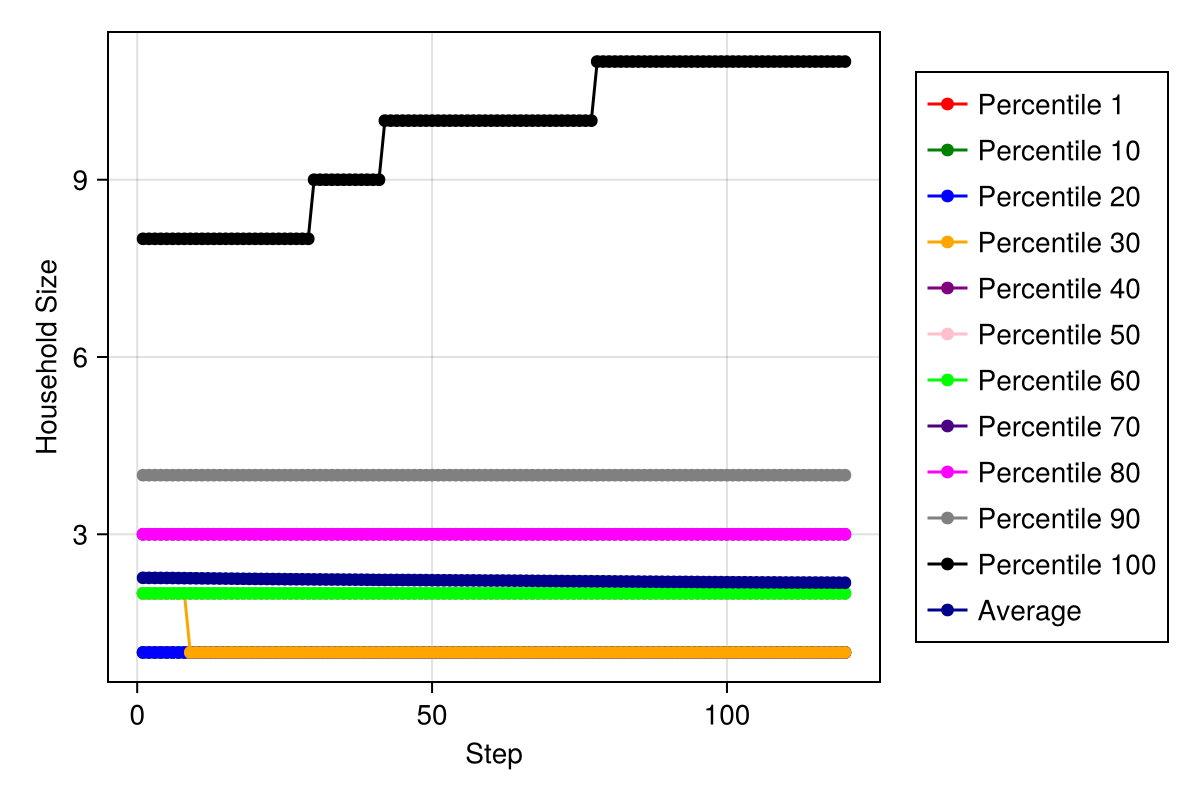 9
6
3
Household Size
0
50
100
Step
Percentile 1
Percentile 10
Percentile 20
Percentile 30
Percentile 40
Percentile 50
Percentile 60
Percentile 70
Percentile 80
Percentile 90
Percentile 100
Average